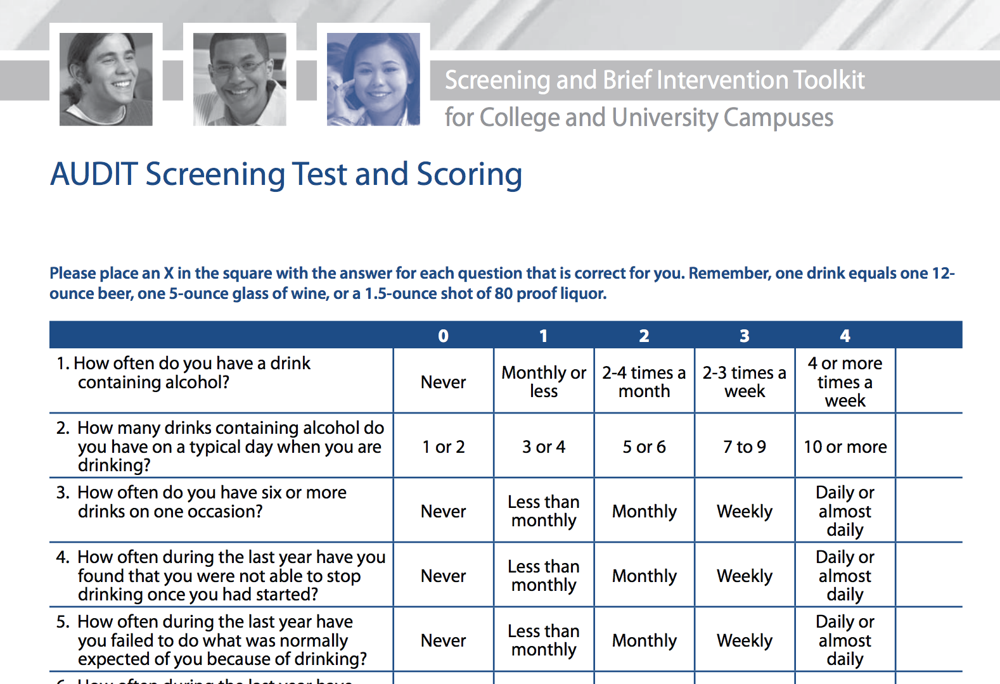 Screening and Brief Intervention Toolkit
for College and University Campuses
AUDIT Screening Test and Scoring
Please place an X in the square with the answer for each question that is correct for you. Remember, one drink equals one 12-
ounce beer, one 5-ounce glass of wine, or a 1.5-ounce shot of 80 proof liquor.
0 1 2 3 4
1. How often do you have a drink
containing alcohol?
Never
Monthly or
less
2-4 times a
month
2-3 times a
week
4 or more
times a
week
2. How many drinks containing alcohol do
you have on a typical day when you are
drinking?
1 or 2
3 or 4
5 or 6
7 to 9
10 or more
3. How often do you have six or more
drinks on one occasion?
Never
Less than
monthly
Monthly
Weekly
Daily or
almost
daily
4. How often during the last year have you
found that you were not able to stop
drinking once you had started?
Never
Less than
monthly
Monthly
Weekly
Daily or
almost
daily
5. How often during the last year have
you failed to do what was normally
expected of you because of drinking?
Never
Less than
monthly
Monthly
Weekly
Daily or
almost
daily
6. How often during the last year have